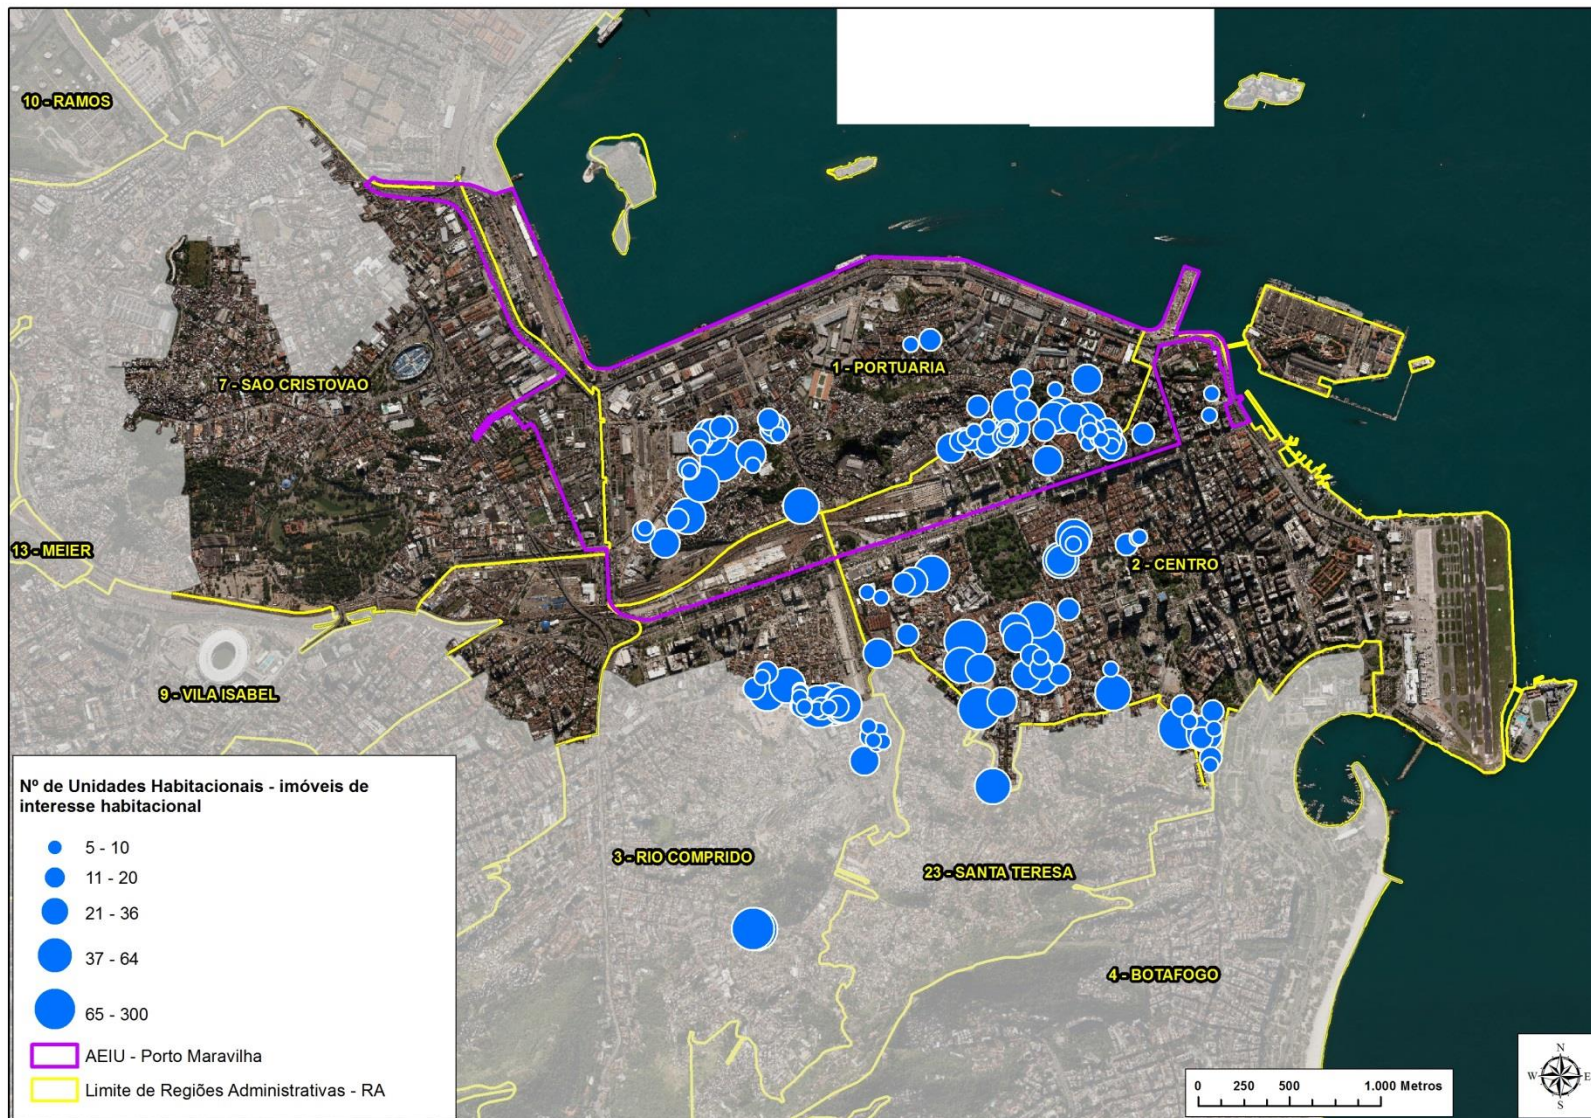 10 - RAMOS
1 - PORTUARIA
7 - SAO CRISTOVAO
13 - MEIER
2 - CENTRO
9 - VILA ISABEL
3 - RIO COMPRIDO
23 - SANTA TERESA
4 - BOTAFOGO
Nº de Unidades Habitacionais - imóveis de
interesse habitacional
5 - 10
11 - 20
21 - 36
37 - 64
65 - 300
AEIU - Porto Maravilha
Limite de Regiões Administrativas - RA
0 250 500 1.000 Metros
N
W E
S